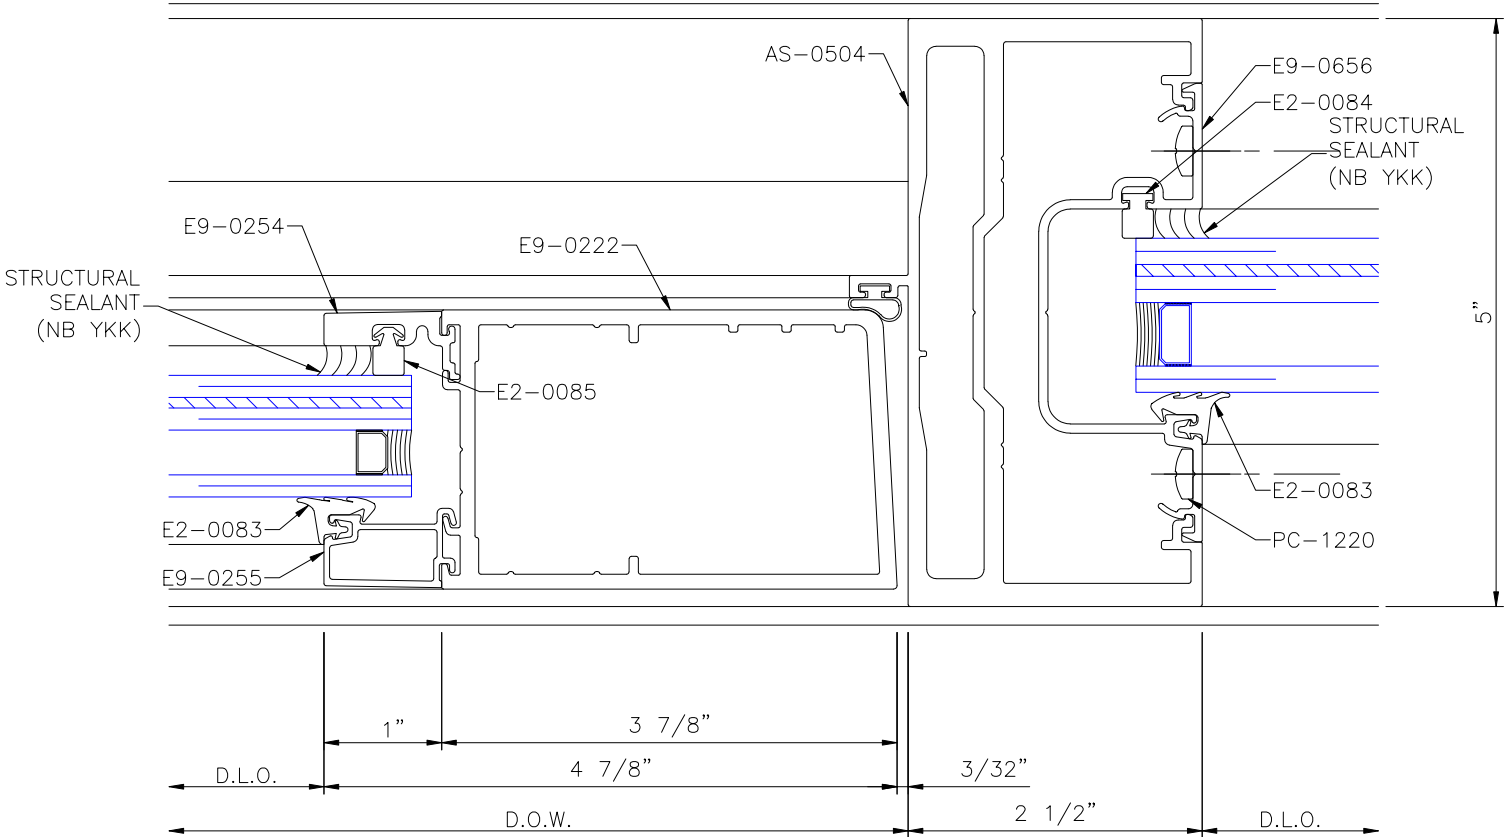 AS-0504
E9-0656
E2-0084
STRUCTURAL
SEALANT
(NB YKK)
E9-0254
E9-0222
STRUCTURAL
SEALANT
(NB YKK)
5"
E2-0085
E2-0083
E2-0083
PC-1220
E9-0255
1"
3 7/8"
D.L.O.
4 7/8"
3/32"
D.O.W.
2 1/2"
D.L.O.